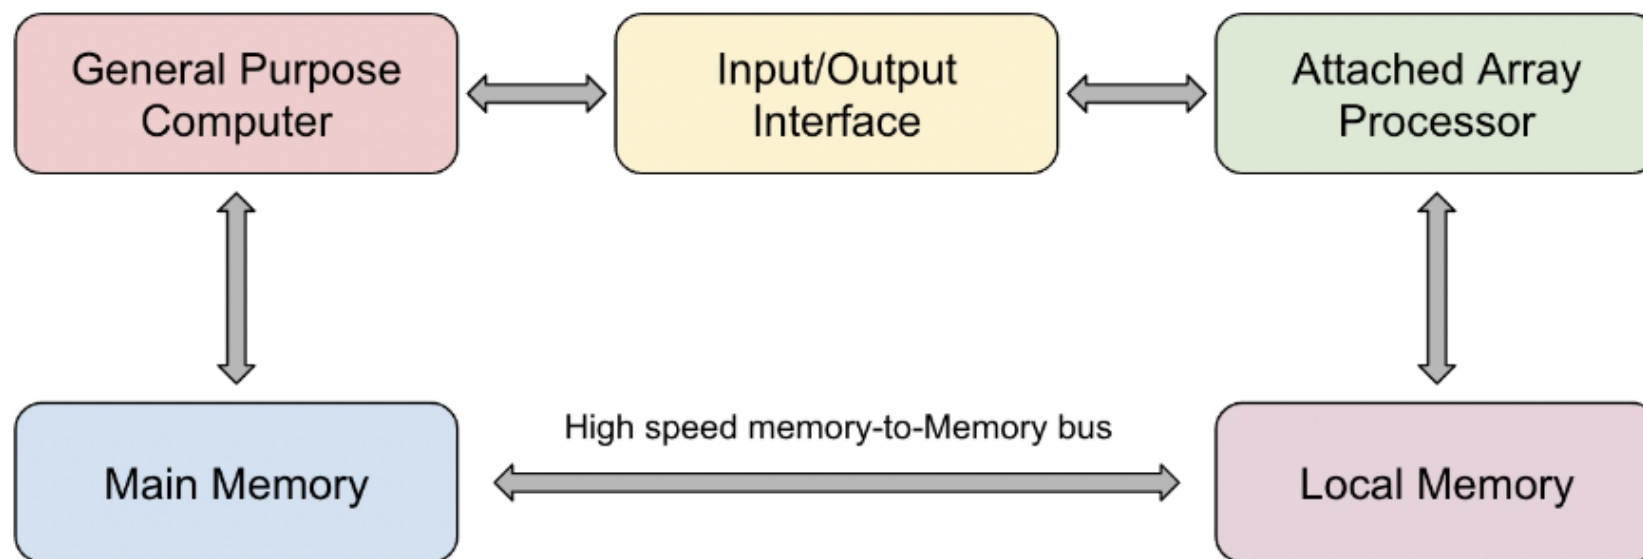 General Purpose
Computer
Input/Output
Interface
Attached Array
Processor
High speed memory-to-Memory bus
Main Memory
Local Memory